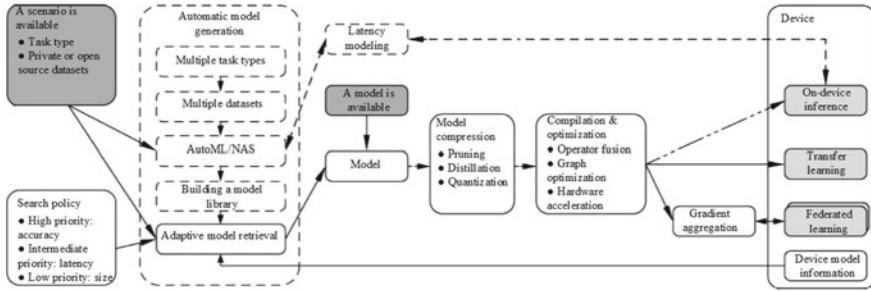 A scenario is
available
● Task type
● Private or open
source datasets
Search policy
● High priority:
accuracy
● Intermediate
priority: latency
● Low priority: size
Automatic model
generation
Multiple task types
Multiple datasets
AutoML/NAS
Building a model
library
Adaptive model retrieval
Latency
modeling
A model is
available
Model
Model
compression
● Pruning
● Distillation
● Quantization
Compilation &
optimization
● Operator fusion
● Graph
optimization
● Hardware
acceleration
Gradient
aggregation
Device
On-device
inference
Transfer
learning
Federated
learning
Device model
information